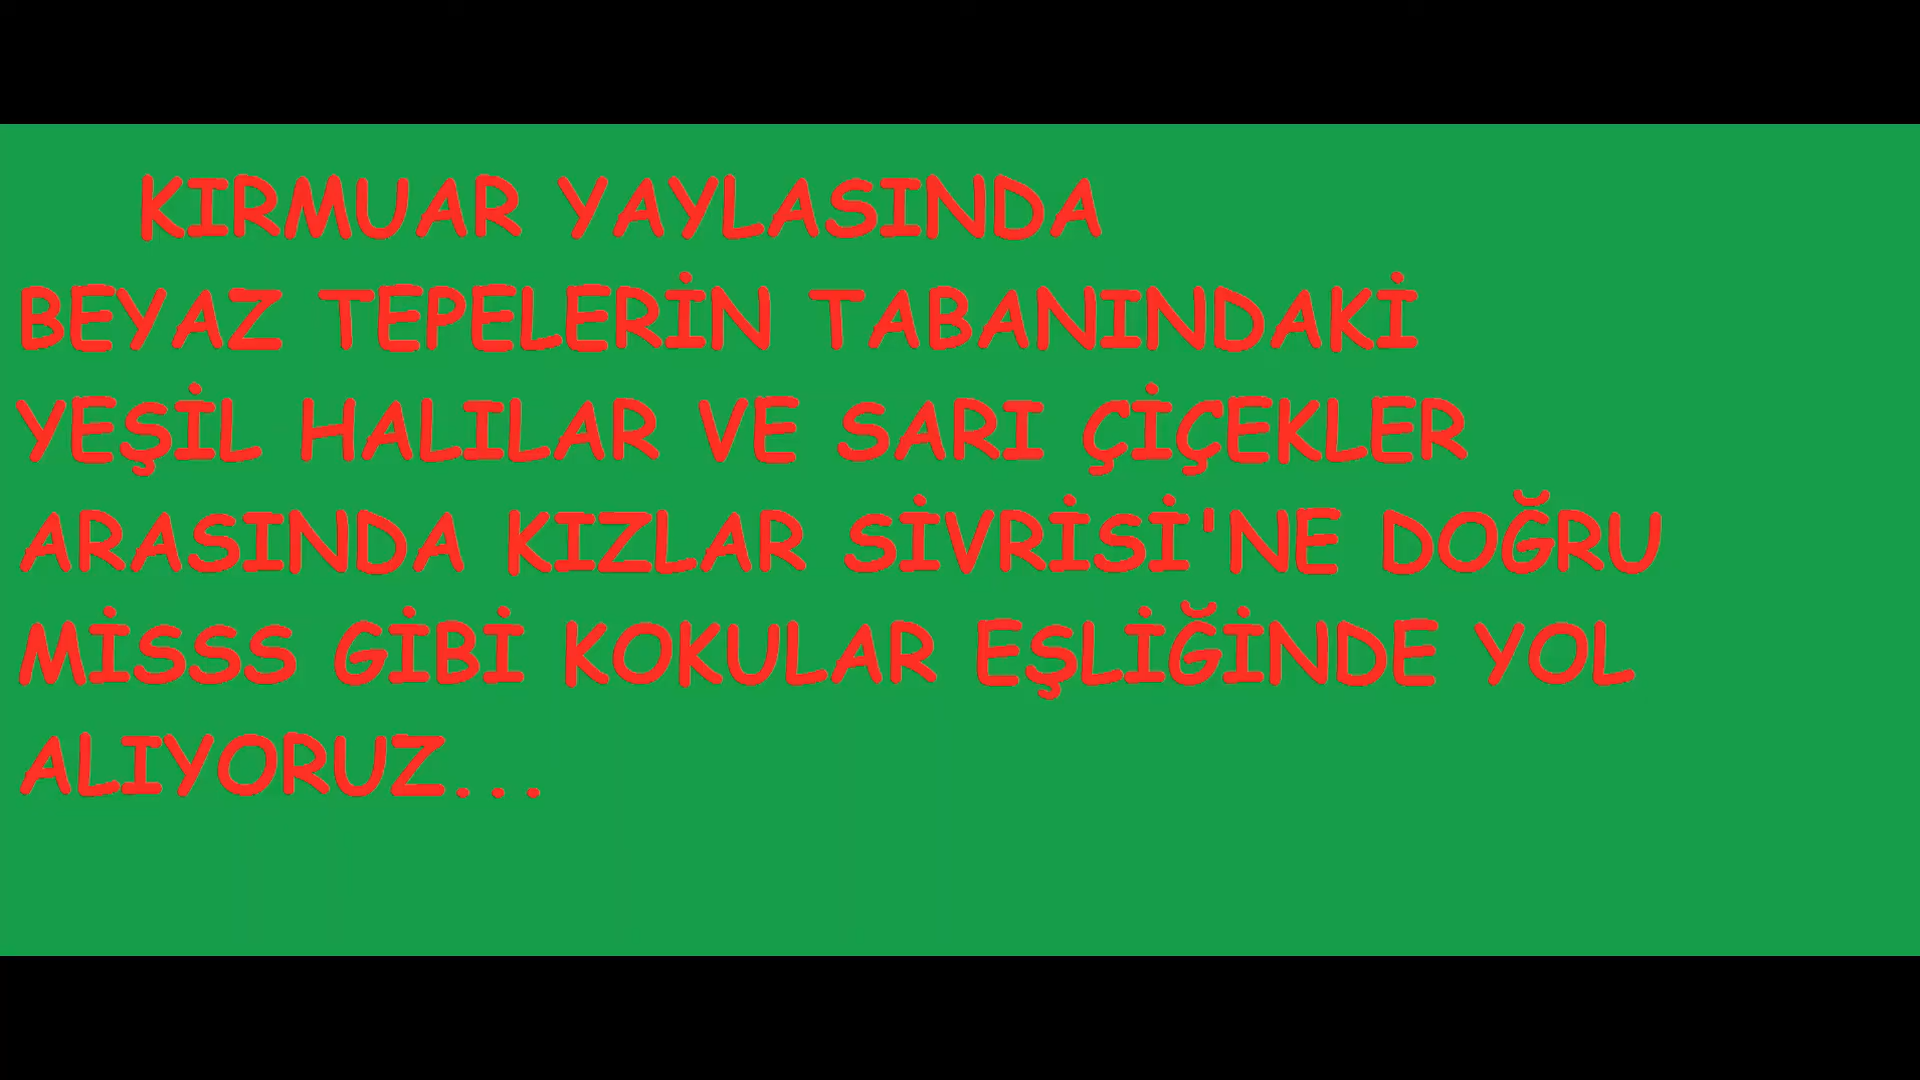 KIRMUAR YAYLASINDA
BEYAZ TEPELERİN TABANINDAKİ
YEŞİL HALILAR VE SARI ÇİÇEKLER
ARASINDA KIZLAR SİVRİSİ'NE DOĞRU
MİSSS GİBİ KOKULAR EŞLİĞİNDE YOL
ALIYORUZ...